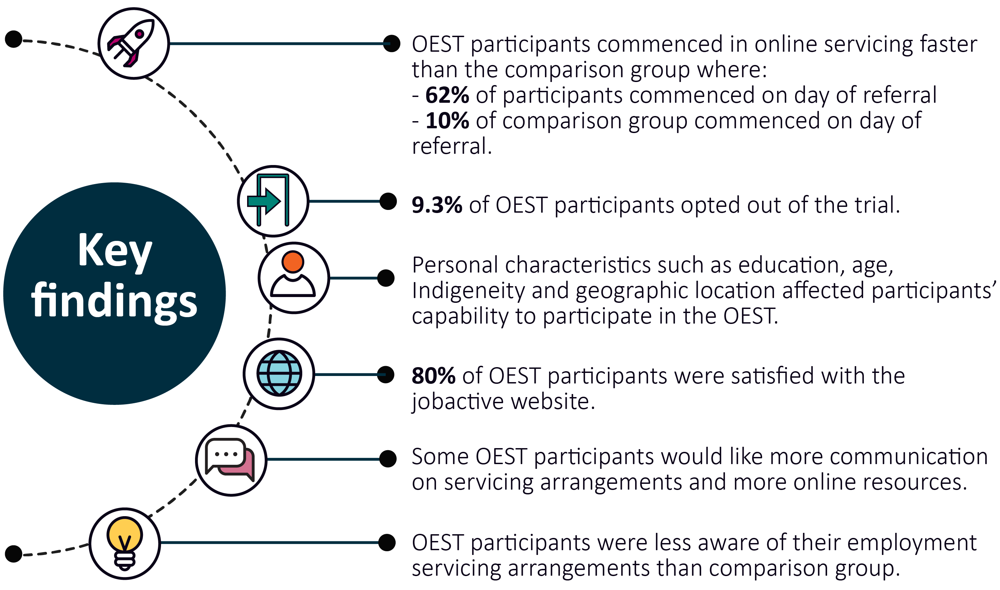 Key
findings
OEST participants commenced in online servicing faster
than the comparison group where:
- 62% of participants commenced on day of referral
- 10% of comparison group commenced on day of
referral.
9.3% of OEST participants opted out of the trial.
Personal characteristics such as education, age,
Indigeneity and geographic location affected participants’
capability to participate in the OEST.
80% of OEST participants were satisfied with the
jobactive website.
Some OEST participants would like more communication
on servicing arrangements and more online resources.
OEST participants were less aware of their employment
servicing arrangements than comparison group.